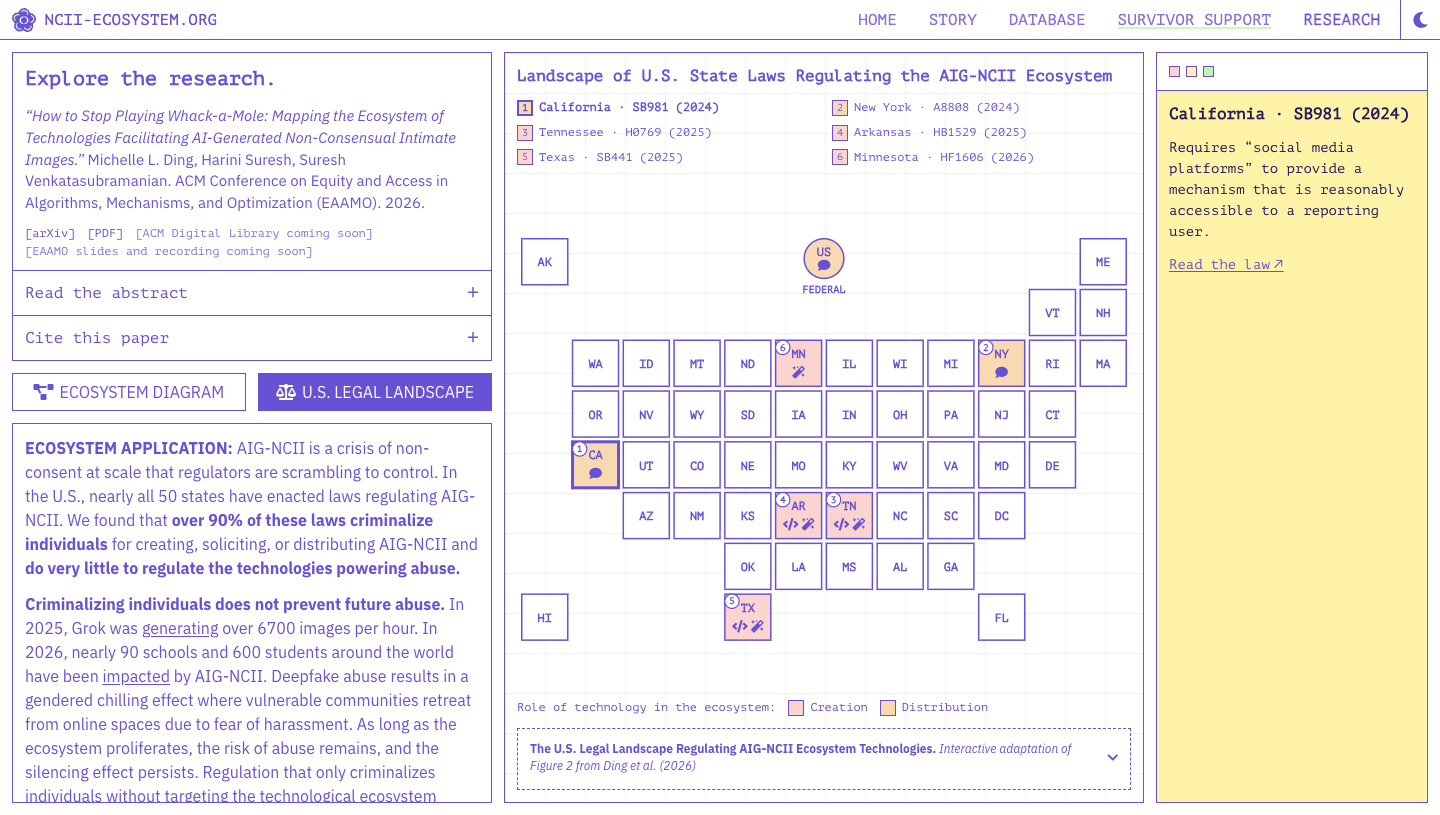 NCII-ECOSYSTEM.ORG
HOME
STORY
DATABASE
SURVIVOR SUPPORT
RESEARCH
Explore the research.
“How to Stop Playing Whack-a-Mole: Mapping the Ecosystem of
Technologies Facilitating AI-Generated Non-Consensual Intimate
Images.” Michelle L. Ding, Harini Suresh, Suresh
Venkatasubramanian. ACM Conference on Equity and Access in
Algorithms, Mechanisms, and Optimization (EAAMO). 2026.
[arXiv] [PDF] [ACM Digital Library coming soon]
[EAAMO slides and recording coming soon]
Read the abstract +
Cite this paper +
ECOSYSTEM DIAGRAM
U.S. LEGAL LANDSCAPE
ECOSYSTEM APPLICATION: AIG-NCII is a crisis of non-
consent at scale that regulators are scrambling to control. In
the U.S., nearly all 50 states have enacted laws regulating AIG-
NCII. We found that over 90% of these laws criminalize
individuals for creating, soliciting, or distributing AIG-NCII and
do very little to regulate the technologies powering abuse.
Criminalizing individuals does not prevent future abuse. In
2025, Grok was generating over 6700 images per hour. In
2026, nearly 90 schools and 600 students around the world
have been impacted by AIG-NCII. Deepfake abuse results in a
gendered chilling effect where vulnerable communities retreat
from online spaces due to fear of harassment. As long as the
ecosystem proliferates, the risk of abuse remains, and the
silencing effect persists. Regulation that only criminalizes
individuals without targeting the technological ecosystem
Landscape of U.S. State Laws Regulating the AIG-NCII Ecosystem
1 California · SB981 (2024)
2 New York · A8808 (2024)
3 Tennessee · H0769 (2025)
4 Arkansas · HB1529 (2025)
5 Texas · SB441 (2025)
6 Minnesota · HF1606 (2026)
AK US ME
FEDERAL
VT NH
WA ID MT ND 6 MN IL WI MI 2 NY RI MA
OR NV WY SD IA IN OH PA NJ CT
1 CA UT CO NE MO KY WV VA MD DE
AZ NM KS 4 AR 3 TN NC SC DC
OK LA MS AL GA
HI 5 TX FL
Role of technology in the ecosystem: Creation Distribution
The U.S. Legal Landscape Regulating AIG-NCII Ecosystem Technologies. Interactive adaptation of
Figure 2 from Ding et al. (2026)
California · SB981 (2024)
Requires “social media
platforms” to provide a
mechanism that is reasonably
accessible to a reporting
user.
Read the law↗